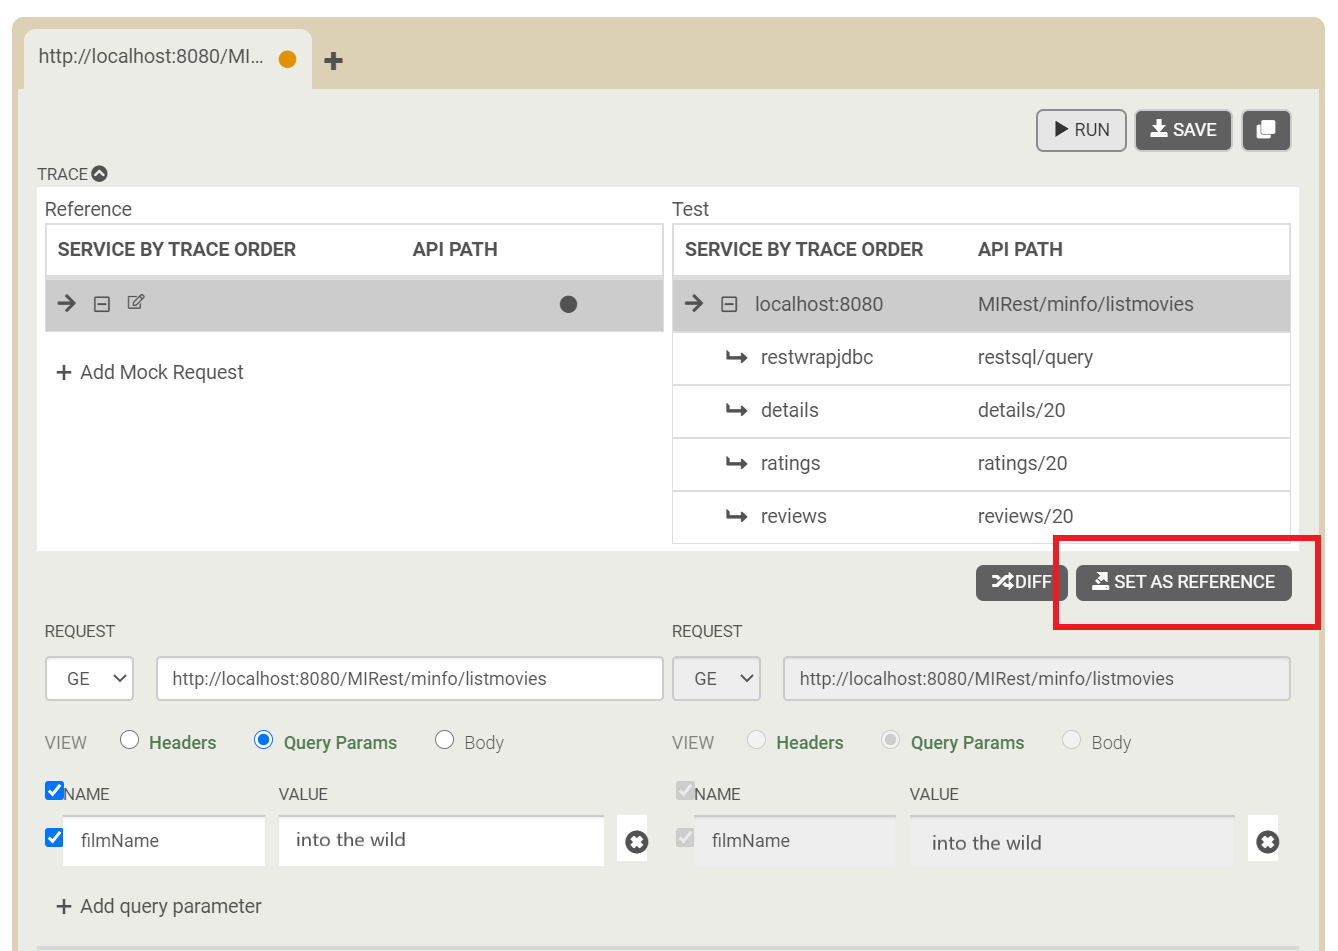 http://localhost:8080/MI...
RUN SAVE
TRACE
Reference
SERVICE BY TRACE ORDER API PATH
Add Mock Request
Test
SERVICE BY TRACE ORDER API PATH
localhost:8080 MIRest/minfo/listmovies
restwrapjdbc restsql/query
details details/20
ratings ratings/20
reviews reviews/20
DIFF SET AS REFERENCE
REQUEST
GE http://localhost:8080/MIRest/minfo/listmovies
VIEW Headers Query Params Body
NAME VALUE
filmName into the wild
Add query parameter
REQUEST
GE http://localhost:8080/MIRest/minfo/listmovies
VIEW Headers Query Params Body
NAME VALUE
filmName into the wild